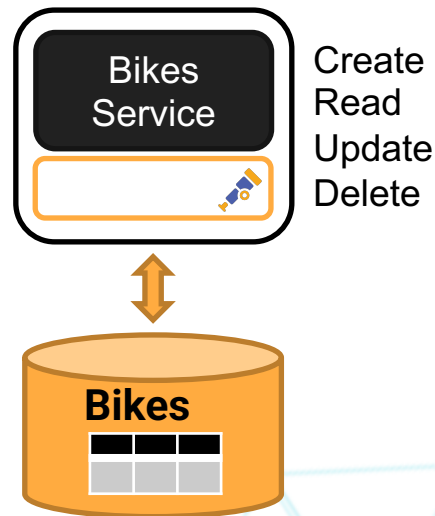 Bikes
Service
Create
Read
Update
Delete
Bikes